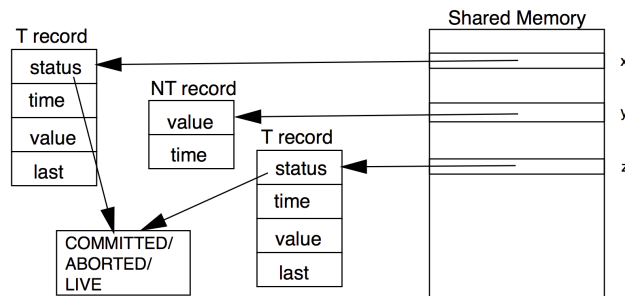 Shared Memory
T record
status
time
value
last
NT record
value
time
T record
status
time
value
last
COMMITTED/
ABORTED/
LIVE
x
y
z